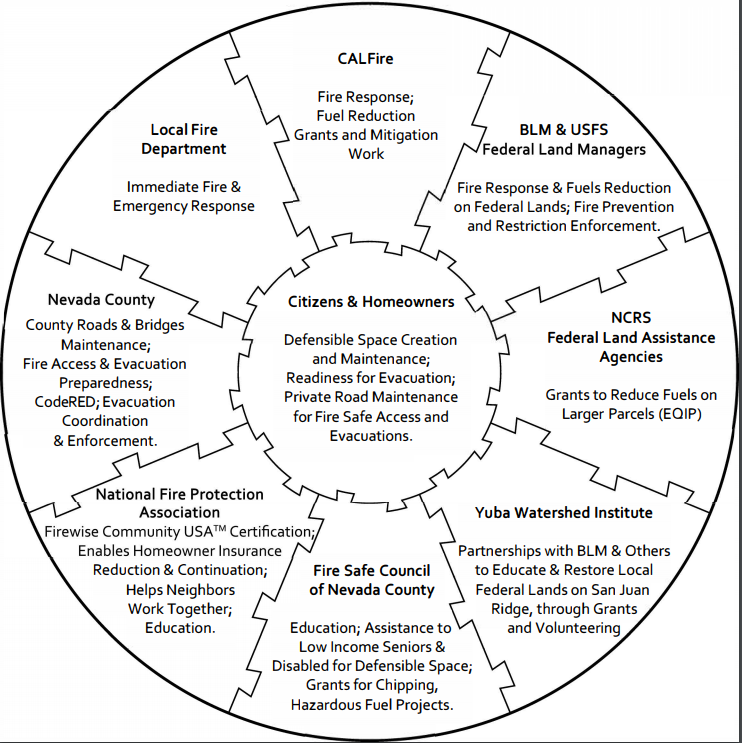 CALFire
Fire Response;
Fuel Reduction
Grants and Mitigation
Work
BLM & USFS
Federal Land Managers
Fire Response & Fuels Reduction
on Federal Lands; Fire Prevention
and Restriction Enforcement.
NCRS
Federal Land Assistance
Agencies
Grants to Reduce Fuels on
Larger Parcels (EQIP)
Yuba Watershed Institute
Partnerships with BLM & Others
to Educate & Restore Local
Federal Lands on San Juan
Ridge, through Grants
and Volunteering
Fire Safe Council
of Nevada County
Education; Assistance to
Low Income Seniors &
Disabled for Defensible Space;
Grants for Chipping,
Hazardous Fuel Projects.
National Fire Protection
Association
Firewise Community USA™ Certification;
Enables Homeowner Insurance
Reduction & Continuation;
Helps Neighbors
Work Together;
Education.
Nevada County
County Roads & Bridges
Maintenance;
Fire Access & Evacuation
Preparedness;
CodeRED; Evacuation
Coordination
& Enforcement.
Local Fire
Department
Immediate Fire &
Emergency Response
Citizens & Homeowners
Defensible Space Creation
and Maintenance;
Readiness for Evacuation;
Private Road Maintenance
for Fire Safe Access and
Evacuations.